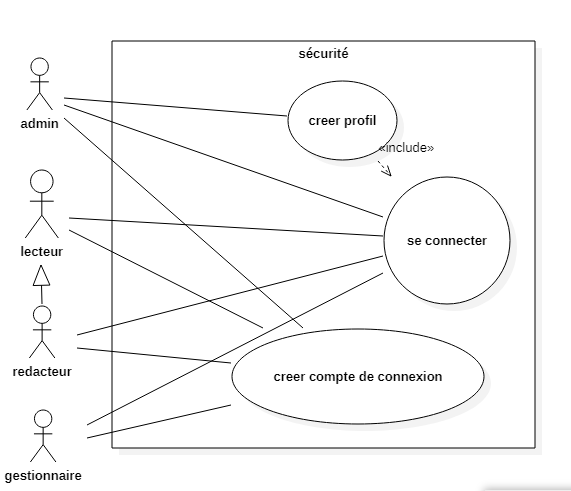 sécurité
admin
creer profil
«include»
lecteur
se connecter
redacteur
creer compte de connexion
gestionnaire